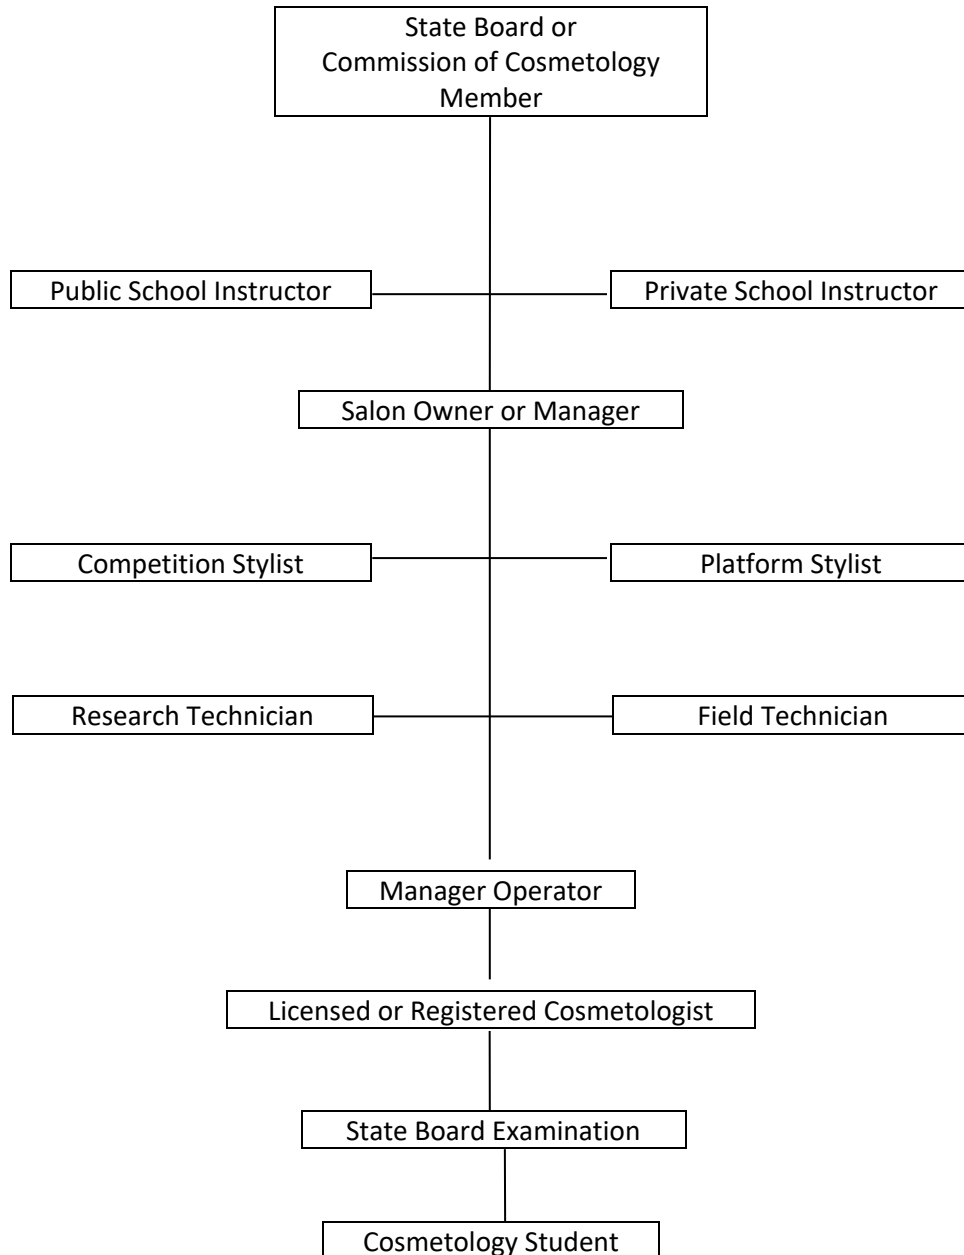 State Board or
Commission of Cosmetology
Member
Public School Instructor
Private School Instructor
Salon Owner or Manager
Competition Stylist
Platform Stylist
Research Technician
Field Technician
Manager Operator
Licensed or Registered Cosmetologist
State Board Examination
Cosmetology Student